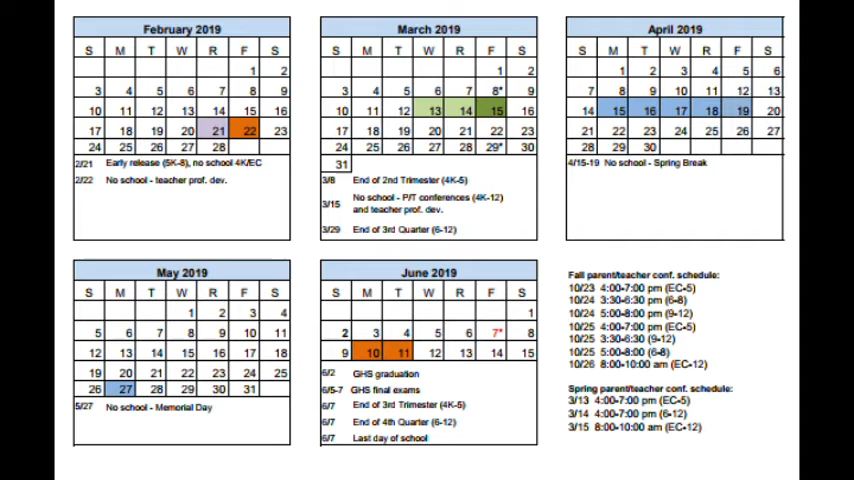 February 2019
S M T W R F S
1 2
3 4 5 6 7 8 9
10 11 12 13 14 15 16
17 18 19 20 21 22 23
24 25 26 27 28
2/21 Early release (5K-8), no school 4K/EC
2/22 No school - teacher prof. dev.
March 2019
S M T W R F S
1 2
3 4 5 6 7 8* 9
10 11 12 13 14 15 16
17 18 19 20 21 22 23
24 25 26 27 28 29* 30
31
3/8 End of 2nd Trimester (4K-5)
3/15 No school - P/T conferences (4K-12)
and teacher prof. dev.
3/29 End of 3rd Quarter (6-12)
April 2019
S M T W R F S
1 2 3 4 5 6
7 8 9 10 11 12 13
14 15 16 17 18 19 20
21 22 23 24 25 26 27
28 29 30
4/15-19 No school - Spring Break
May 2019
S M T W R F S
1 2 3 4
5 6 7 8 9 10 11
12 13 14 15 16 17 18
19 20 21 22 23 24 25
26 27 28 29 30 31
5/27 No school - Memorial Day
June 2019
S M T W R F S
1
2 3 4 5 6 7* 8
9 10 11 12 13 14 15
6/2 GHS graduation
6/5-7 GHS final exams
6/7 End of 3rd Trimester (4K-5)
6/7 End of 4th Quarter (6-12)
6/7 Last day of school
Fall parent/teacher conf. schedule:
10/23 4:00-7:00 pm (EC-5)
10/24 3:30-6:30 pm (6-8)
10/24 5:00-8:00 pm (9-12)
10/25 4:00-7:00 pm (EC-5)
10/25 3:30-6:30 (9-12)
10/25 5:00-8:00 (6-8)
10/26 8:00-10:00 am (EC-12)
Spring parent/teacher conf. schedule:
3/13 4:00-7:00 pm (EC-5)
3/14 4:00-7:00 pm (6-12)
3/15 8:00-10:00 am (EC-12)